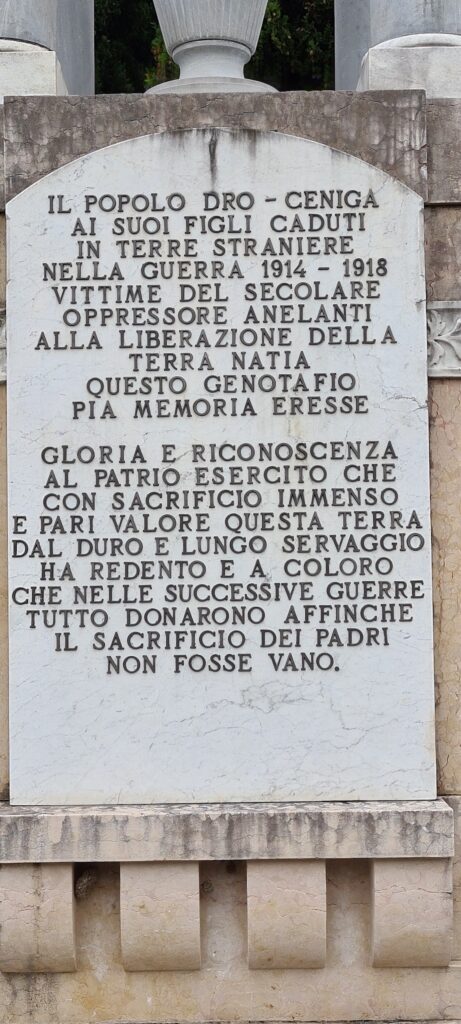 IL POPOLO DRO - CENIGA
AI SUOI FIGLI CADUTI
IN TERRE STRANIERE
NELLA GUERRA 1914 - 1918
VITTIME DEL SECOLARE
OPPRESSORE ANELANTI
ALLA LIBERAZIONE DELLA
TERRA NATIA
QUESTO GENOTAFIO
PIA MEMORIA ERESSE
GLORIA E RICONOSCENZA
AL PATRIO ESERCITO CHE
CON SACRIFICIO IMMENSO
E PARI VALORE QUESTA TERRA
DAL DURO E LUNGO SERVAGGIO
HA REDENTO E A COLORO
CHE NELLE SUCCESSIVE GUERRE
TUTTO DONARONO AFFINCHE
IL SACRIFICIO DEI PADRI
NON FOSSE VANO.